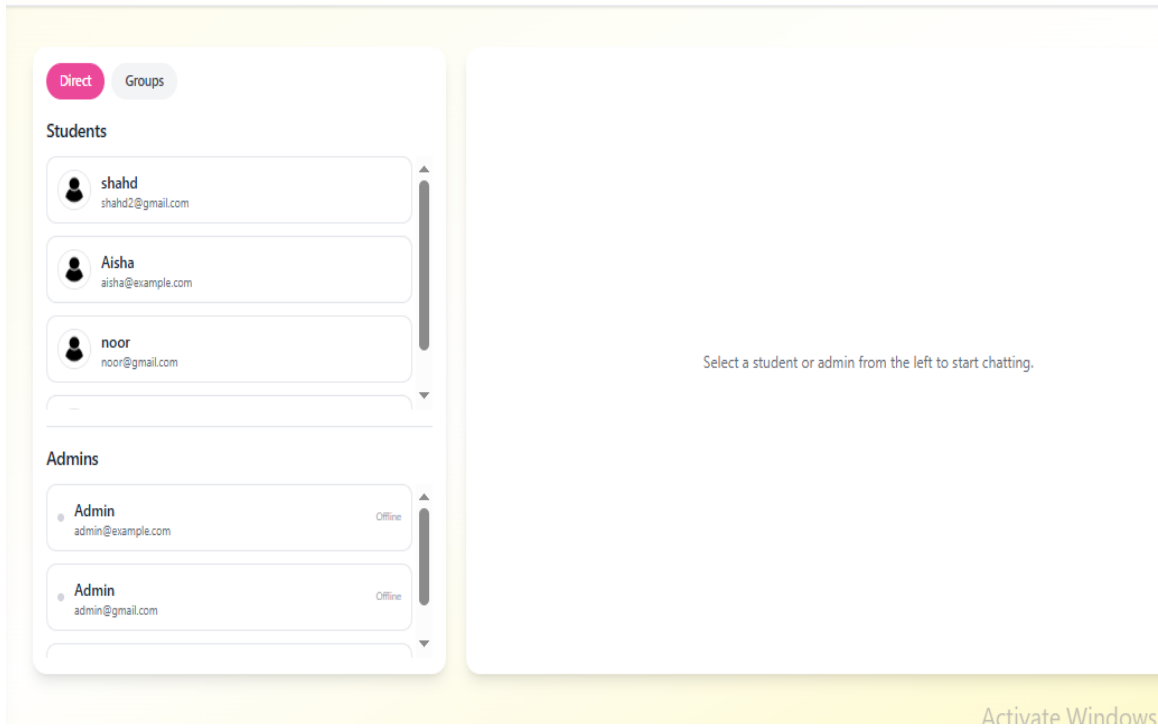 Direct Groups
Students
shahd
shahd2@gmail.com
Aisha
aisha@example.com
noor
noor@gmail.com
Select a student or admin from the left to start chatting.
Admins
Admin
admin@example.com
Offline
Admin
admin@gmail.com
Offline
Activate Windows